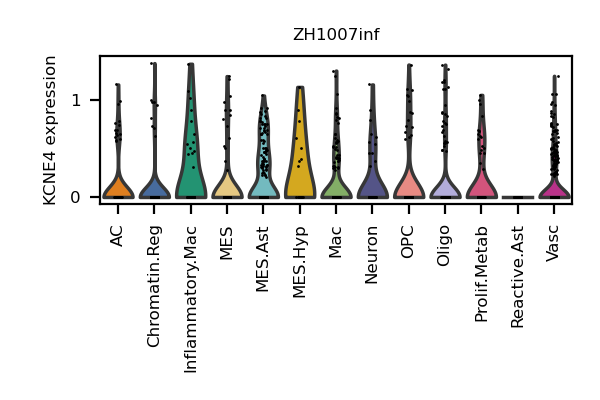 ZH1007inf
KCNE4 expression
1
0
AC
Chromatin.Reg
Inflammatory.Mac
MES
MES.Ast
MES.Hyp
Mac
Neuron
OPC
Oligo
Prolif.Metab
Reactive.Ast
Vasc